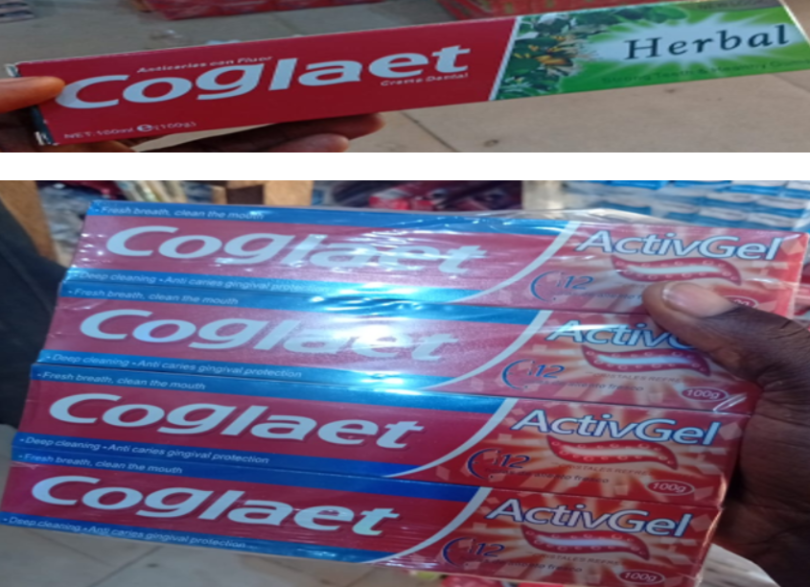 Anticaries con Fluor
Coglaet
Creme Dental
NET:100ml e (160g)
Herbal
• Fresh breath, clean the mouth
Coglaet
ActivGel
12
• Deep cleaning • Anti caries gingival protection
• Fresh breath, clean the mouth
Coglaet
12
100g
• Deep cleaning • Anti caries gingival protection
• Fresh breath, clean the mouth
Coglaet
ActivGel
12
100g
• Deep cleaning • Anti caries gingival protection
• Fresh breath, clean the mouth
Coglaet
ActivGel
12
100g
• Deep cleaning • Anti caries gingival protection